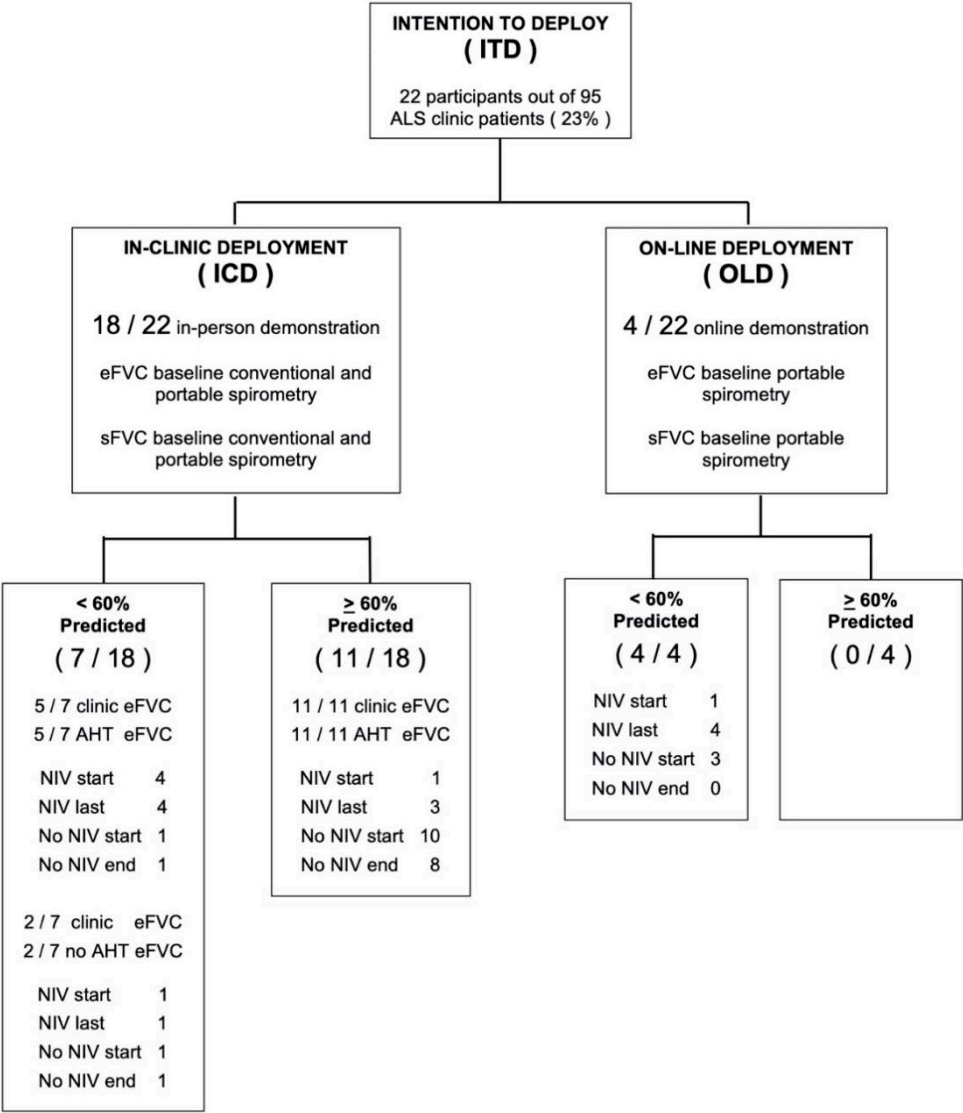 INTENTION TO DEPLOY
( ITD )
22 participants out of 95
ALS clinic patients ( 23% )
IN-CLINIC DEPLOYMENT
( ICD )
18 / 22 in-person demonstration
eFVC baseline conventional and
portable spirometry
sFVC baseline conventional and
portable spirometry
ON-LINE DEPLOYMENT
( OLD )
4 / 22 online demonstration
eFVC baseline portable
spirometry
sFVC baseline portable
spirometry
< 60%
Predicted
( 7 / 18 )
5 / 7 clinic eFVC
5 / 7 AHT eFVC
NIV start 4
NIV last 4
No NIV start 1
No NIV end 1
2 / 7 clinic eFVC
2 / 7 no AHT eFVC
NIV start 1
NIV last 1
No NIV start 1
No NIV end 1
≥ 60%
Predicted
( 11 / 18 )
11 / 11 clinic eFVC
11 / 11 AHT eFVC
NIV start 1
NIV last 3
No NIV start 10
No NIV end 8
< 60%
Predicted
( 4 / 4 )
NIV start 1
NIV last 4
No NIV start 3
No NIV end 0
≥ 60%
Predicted
( 0 / 4 )